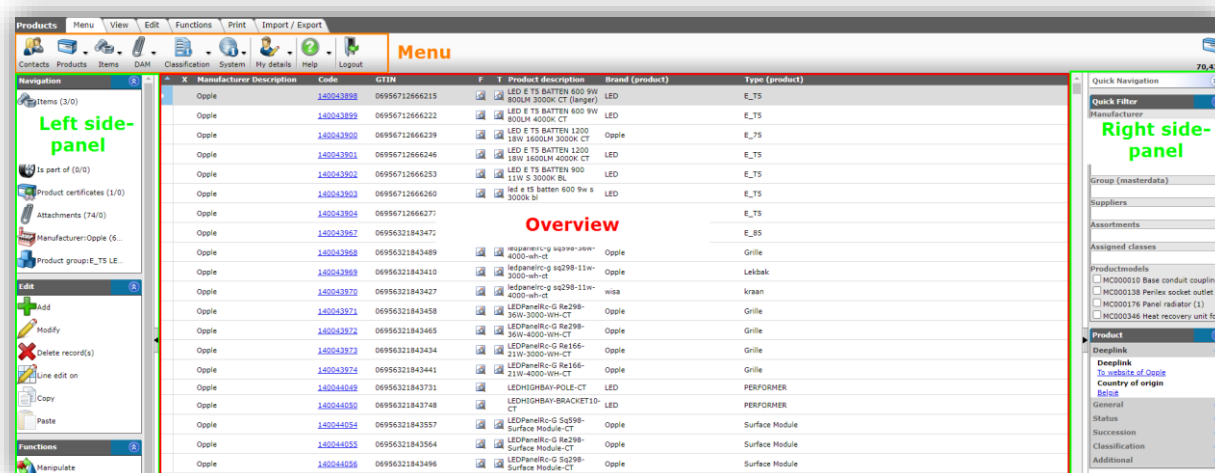 Products Menu View Edit Functions Print Import / Export
Contacts Products Items DAM Classification System My details Help Logout
Menu
70,4
Navigation
Items (3/0)
Left side-
panel
Is part of (0/0)
Product certificates (1/0)
Attachments (74/0)
Manufacturer:Opple (6...
Product group:E_T5 LE...
Edit
Add
Modify
Delete record(s)
Line edit on
Copy
Paste
Functions
Manipulate
X Manufacturer Description Code GTIN F T Product description Brand (product) Type (product)
Opple 140043898 06956712666215 LED E T5 BATTEN 600 9W LED E_T5
800LM 3000K CT (langer)
Opple 140043899 06956712666222 LED E T5 BATTEN 600 9W LED E_T5
800LM 4000K CT
Opple 140043900 06956712666239 LED E T5 BATTEN 1200 Opple E_75
18W 1600LM 3000K CT
Opple 140043901 06956712666246 LED E T5 BATTEN 1200 LED E_T5
18W 1600LM 4000K CT
Opple 140043902 06956712666253 LED E T5 BATTEN 900 LED E_T5
11W S 3000K BL
Opple 140043903 06956712666260 led e t5 batten 600 9w s LED E_T5
3000k bl
Opple 140043904 0695671266627 E_T5
Overview
Opple 140043967 0695632184347 E_85
Opple 140043968 06956321843489 ledpanelrc-g sq598-36w- Opple Grille
4000-wh-ct
Opple 140043969 06956321843410 ledpanelrc-g sq298-11w- Opple Lekbak
3000-wh-ct
Opple 140043970 06956321843427 ledpanelrc-g sq298-11w- wisa kraan
4000-wh-ct
Opple 140043971 06956321843458 LEDPanelRc-G Re298- Opple Grille
36W-3000-WH-CT
Opple 140043972 06956321843465 LEDPanelRc-G Re298- Opple Grille
36W-4000-WH-CT
Opple 140043973 06956321843434 LEDPanelRc-G Re166- Opple Grille
21W-3000-WH-CT
Opple 140043974 06956321843441 LEDPanelRc-G Re166- Opple Grille
21W-4000-WH-CT
Opple 140044049 06956321843731 LEDHIGHBAY-POLE-CT LED PERFORMER
Opple 140044050 06956321843748 LEDHIGHBAY-BRACKET10- LED PERFORMER
CT
Opple 140044054 06956321843557 LEDPanelRc-G Sq598- Opple Surface Module
Surface Module-CT
Opple 140044055 06956321843564 LEDPanelRc-G Re298- Opple Surface Module
Surface Module-CT
Opple 140044056 06956321843496 LEDPanelRc-G Sq298- Opple Surface Module
Surface Module-CT
Quick Navigation
Quick Filter
Manufacturer
Right side-
panel
Group (masterdata)
Suppliers
Assortments
Assigned classes
Productmodels
MC000010 Base conduit couplin
MC000138 Perilex socket outlet
MC000176 Panel radiator (1)
MC000346 Heat recovery unit fo
Product
Deeplink
Deeplink
To website of Opple
Country of origin
België
General
Status
Succession
Classification
Additional